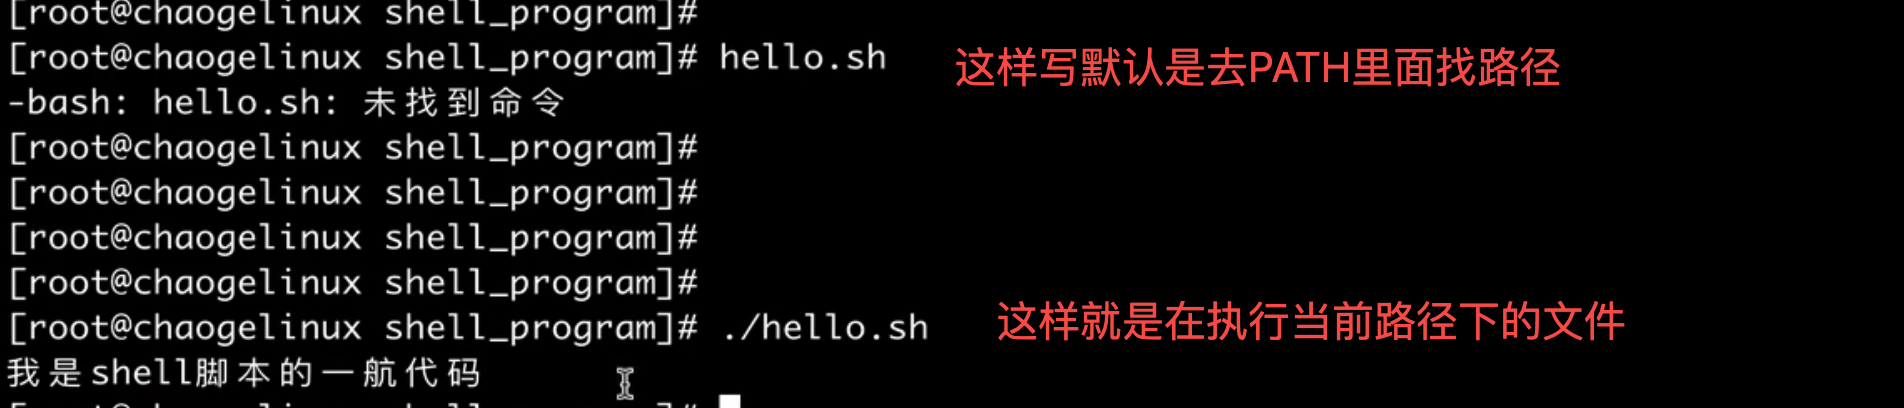 [root@chaogelinux shell_program]#
[root@chaogelinux shell_program]# hello.sh 这样写默认是去PATH里面找路径
-bash: hello.sh: 未找到命令
[root@chaogelinux shell_program]#
[root@chaogelinux shell_program]#
[root@chaogelinux shell_program]#
[root@chaogelinux shell_program]#
[root@chaogelinux shell_program]# ./hello.sh 这样就是在执行当前路径下的文件
我是shell脚本的一航代码